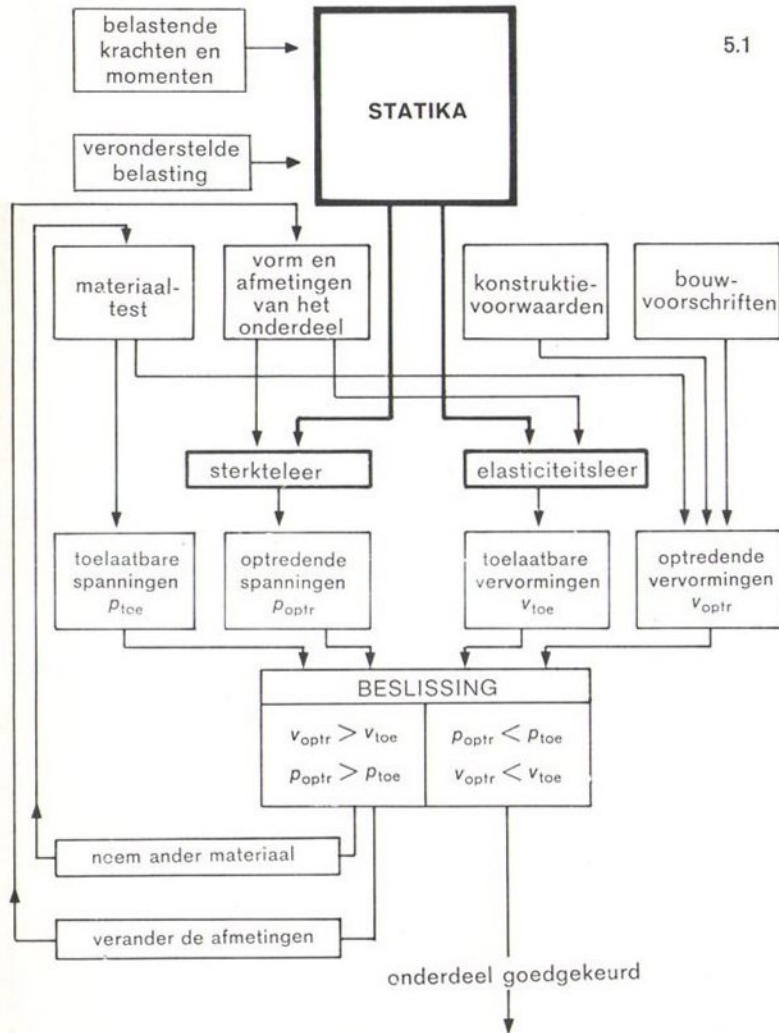 5.1
belastende
krachten en
momenten
STATIKA
veronderstelde
belasting
materiaal-
test
vorm en
afmetingen
van het
onderdeel
konstruktie-
voorwaarden
bouw-
voorschriften
sterkteleer
elasticiteitsleer
toelaatbare
spanningen
p_toe
optredende
spanningen
p_optr
toelaatbare
vervormingen
v_toe
optredende
vervormingen
v_optr
BESLISSING
v_optr > v_toe
p_optr > p_toe
p_optr < p_toe
v_optr < v_toe
neem ander materiaal
verander de afmetingen
onderdeel goedgekeurd